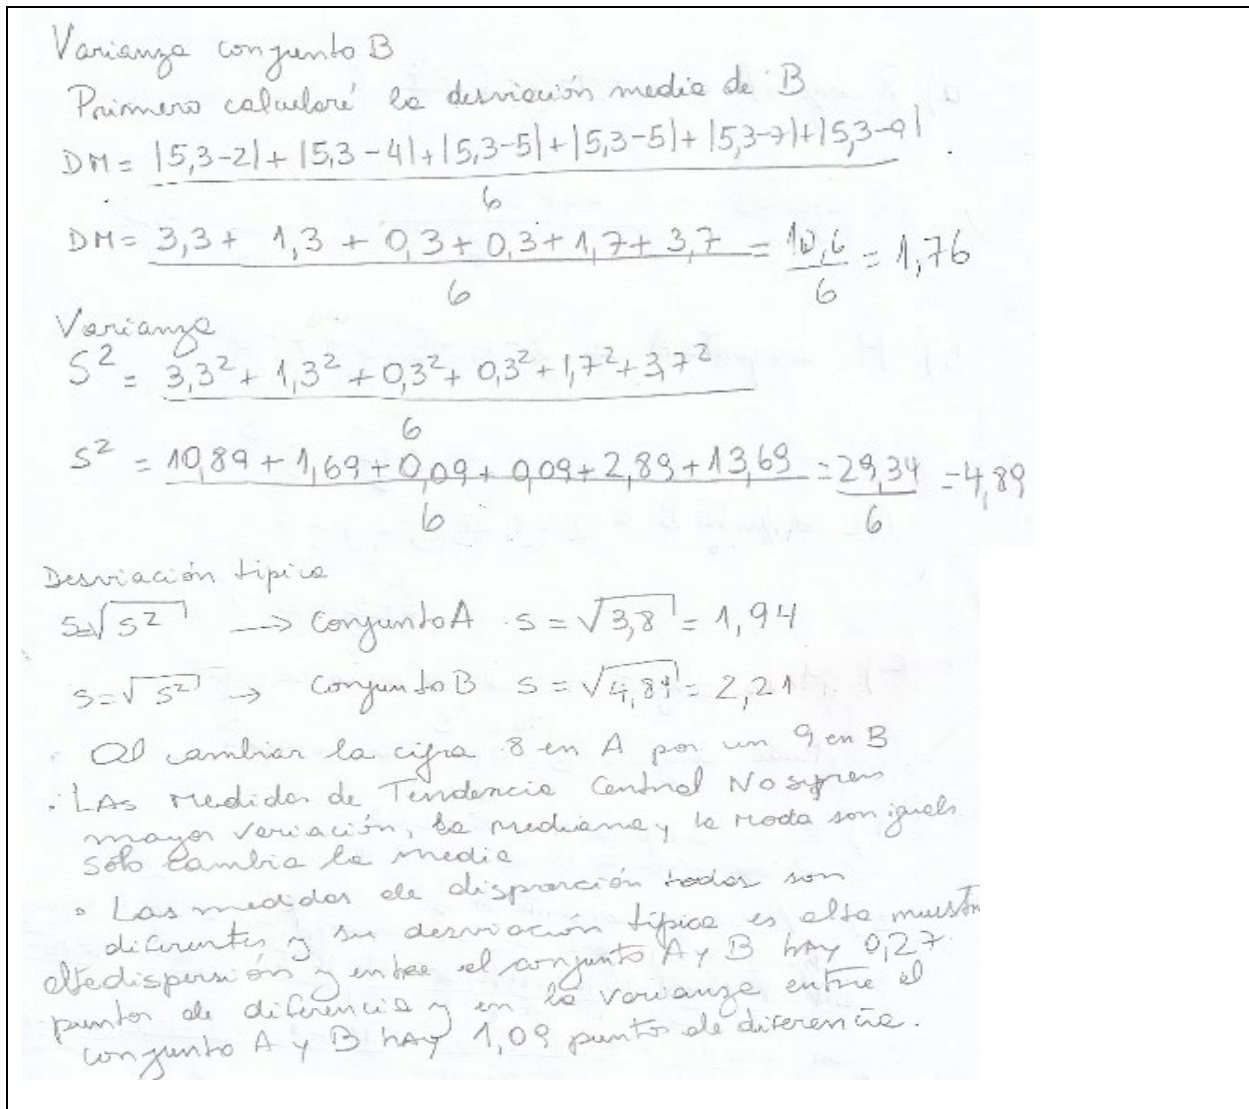 Varianza conjunto B
Primero calcularé la desviación media de B
DM = |5,3-2| + |5,3-4| + |5,3-5| + |5,3-5| + |5,3-7| + |5,3-9|
6
DM = 3,3 + 1,3 + 0,3 + 0,3 + 1,7 + 3,7 = 10,6 = 1,76
6 6
Varianza
S² = 3,3² + 1,3² + 0,3² + 0,3² + 1,7² + 3,7²
6
S² = 10,89 + 1,69 + 0,09 + 0,09 + 2,89 + 13,69 = 29,34 = 4,89
6 6
Desviación típica
S=√S² → Conjunto A S = √3,8 = 1,94
S=√S² → Conjunto B S = √4,89 = 2,21
Al cambiar la cifra 8 en A por un 9 en B
· LAs Medidas de Tendencia Central No sufren
mayor variación, la mediana y la Moda son iguals
Sólo cambia la media
· Las medidas de disparción todas son
diferentes y su desviación típica es alta muestra
alta dispersión y entre el conjunto A y B hAy 0,27
puntos de diferencia y en la varianza entre el
conjunto A y B hAy 1,09 puntos de diferencia.